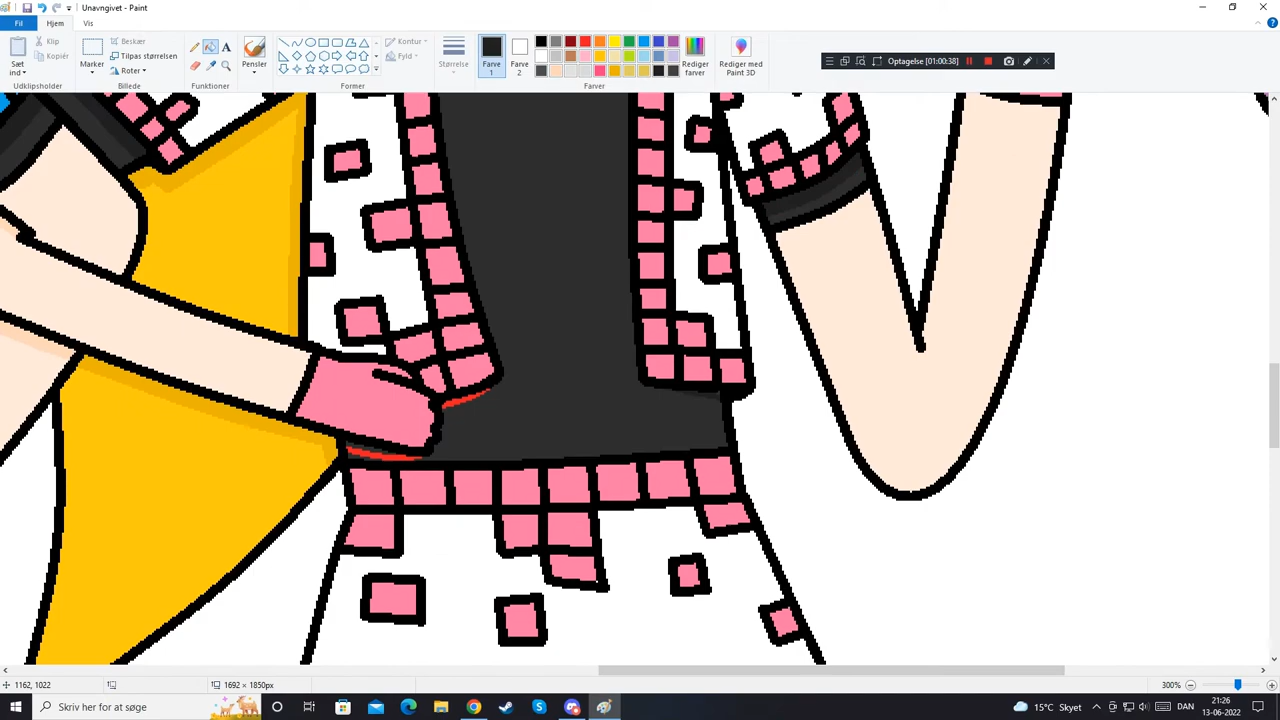 Unavngivet - Paint
Fil Hjem Vis
Sæt ind
Klip
Kopiér
Udklipsholder
Marker
Beskær
Tilpas størrelsen
Roter
Billede
A
Funktioner
Pensler
Kontur
Fyld
Former
Størrelse
Farve 1
Farve 2
Rediger farver
Farver
Rediger med Paint 3D
Optagelse [01:00:38]
1162, 1022
1692 × 1850px
300%
Skriv her for at søge
15°C Skyet
DAN
21:26
13-06-2022